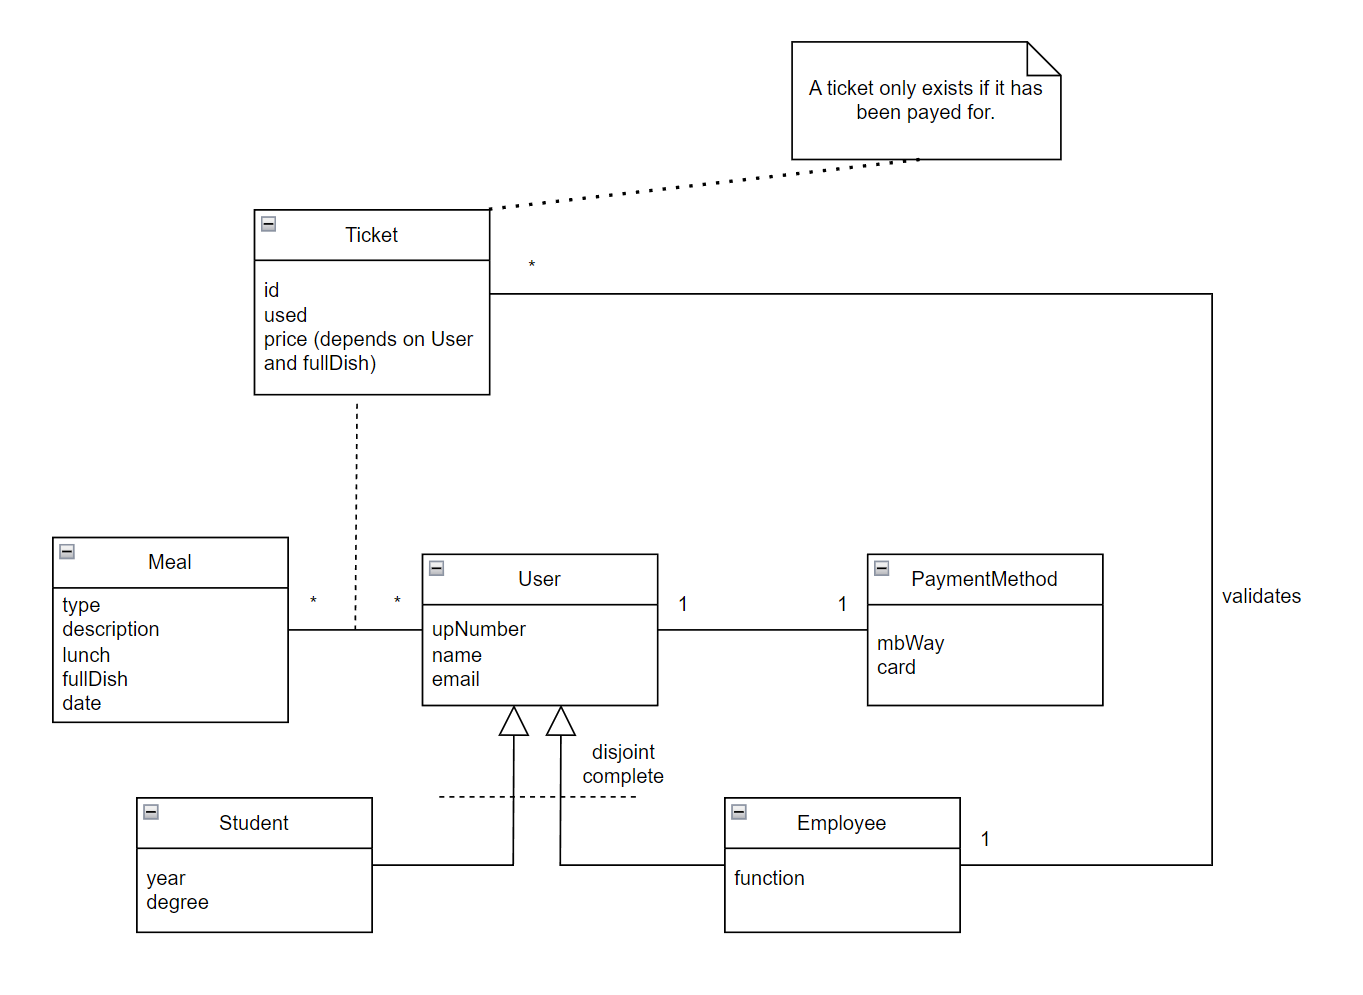 A ticket only exists if it has
been payed for.
Ticket
*
id
used
price (depends on User
and fullDish)
Meal
type
description
lunch
fullDish
date
*
*
User
upNumber
name
email
1
1
PaymentMethod
mbWay
card
validates
disjoint
complete
Student
year
degree
Employee
function
1